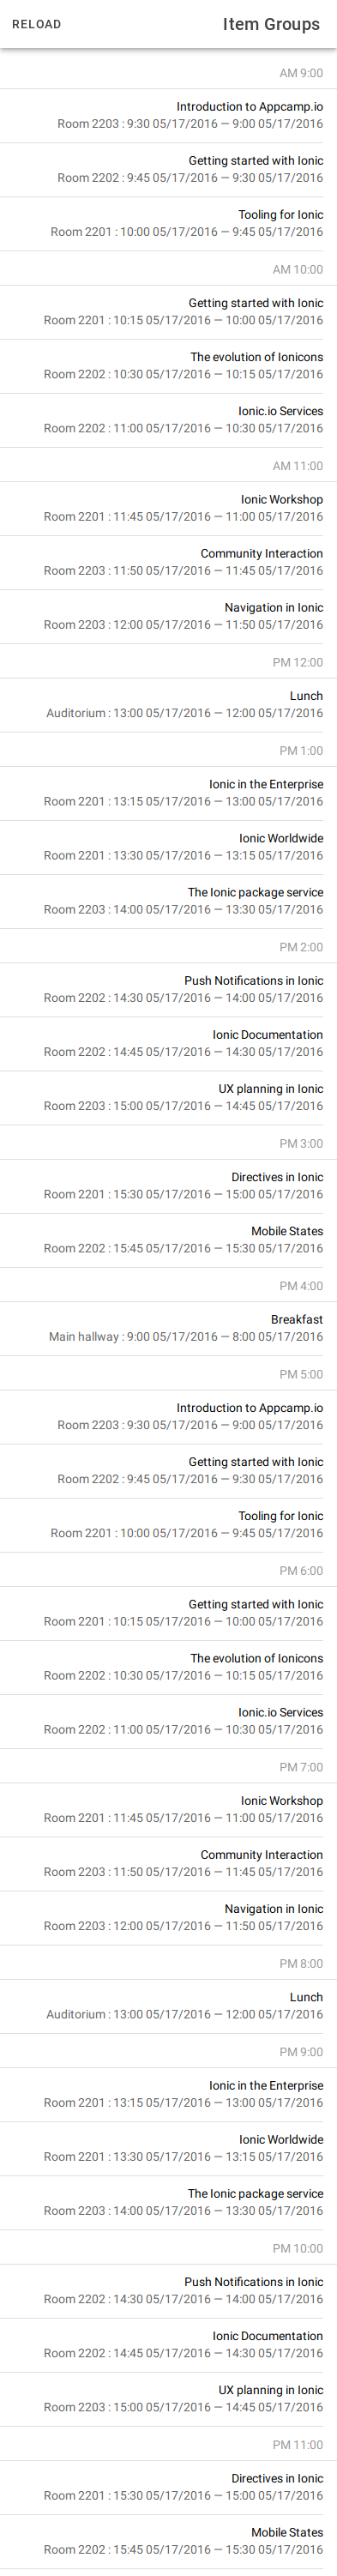 RELOAD
Item Groups
AM 9:00
Introduction to Appcamp.io
Room 2203 : 9:30 05/17/2016 — 9:00 05/17/2016
Getting started with Ionic
Room 2202 : 9:45 05/17/2016 — 9:30 05/17/2016
Tooling for Ionic
Room 2201 : 10:00 05/17/2016 — 9:45 05/17/2016
AM 10:00
Getting started with Ionic
Room 2201 : 10:15 05/17/2016 — 10:00 05/17/2016
The evolution of Ionicons
Room 2202 : 10:30 05/17/2016 — 10:15 05/17/2016
Ionic.io Services
Room 2202 : 11:00 05/17/2016 — 10:30 05/17/2016
AM 11:00
Ionic Workshop
Room 2201 : 11:45 05/17/2016 — 11:00 05/17/2016
Community Interaction
Room 2203 : 11:50 05/17/2016 — 11:45 05/17/2016
Navigation in Ionic
Room 2203 : 12:00 05/17/2016 — 11:50 05/17/2016
PM 12:00
Lunch
Auditorium : 13:00 05/17/2016 — 12:00 05/17/2016
PM 1:00
Ionic in the Enterprise
Room 2201 : 13:15 05/17/2016 — 13:00 05/17/2016
Ionic Worldwide
Room 2201 : 13:30 05/17/2016 — 13:15 05/17/2016
The Ionic package service
Room 2203 : 14:00 05/17/2016 — 13:30 05/17/2016
PM 2:00
Push Notifications in Ionic
Room 2202 : 14:30 05/17/2016 — 14:00 05/17/2016
Ionic Documentation
Room 2202 : 14:45 05/17/2016 — 14:30 05/17/2016
UX planning in Ionic
Room 2203 : 15:00 05/17/2016 — 14:45 05/17/2016
PM 3:00
Directives in Ionic
Room 2201 : 15:30 05/17/2016 — 15:00 05/17/2016
Mobile States
Room 2202 : 15:45 05/17/2016 — 15:30 05/17/2016
PM 4:00
Breakfast
Main hallway : 9:00 05/17/2016 — 8:00 05/17/2016
PM 5:00
Introduction to Appcamp.io
Room 2203 : 9:30 05/17/2016 — 9:00 05/17/2016
Getting started with Ionic
Room 2202 : 9:45 05/17/2016 — 9:30 05/17/2016
Tooling for Ionic
Room 2201 : 10:00 05/17/2016 — 9:45 05/17/2016
PM 6:00
Getting started with Ionic
Room 2201 : 10:15 05/17/2016 — 10:00 05/17/2016
The evolution of Ionicons
Room 2202 : 10:30 05/17/2016 — 10:15 05/17/2016
Ionic.io Services
Room 2202 : 11:00 05/17/2016 — 10:30 05/17/2016
PM 7:00
Ionic Workshop
Room 2201 : 11:45 05/17/2016 — 11:00 05/17/2016
Community Interaction
Room 2203 : 11:50 05/17/2016 — 11:45 05/17/2016
Navigation in Ionic
Room 2203 : 12:00 05/17/2016 — 11:50 05/17/2016
PM 8:00
Lunch
Auditorium : 13:00 05/17/2016 — 12:00 05/17/2016
PM 9:00
Ionic in the Enterprise
Room 2201 : 13:15 05/17/2016 — 13:00 05/17/2016
Ionic Worldwide
Room 2201 : 13:30 05/17/2016 — 13:15 05/17/2016
The Ionic package service
Room 2203 : 14:00 05/17/2016 — 13:30 05/17/2016
PM 10:00
Push Notifications in Ionic
Room 2202 : 14:30 05/17/2016 — 14:00 05/17/2016
Ionic Documentation
Room 2202 : 14:45 05/17/2016 — 14:30 05/17/2016
UX planning in Ionic
Room 2203 : 15:00 05/17/2016 — 14:45 05/17/2016
PM 11:00
Directives in Ionic
Room 2201 : 15:30 05/17/2016 — 15:00 05/17/2016
Mobile States
Room 2202 : 15:45 05/17/2016 — 15:30 05/17/2016